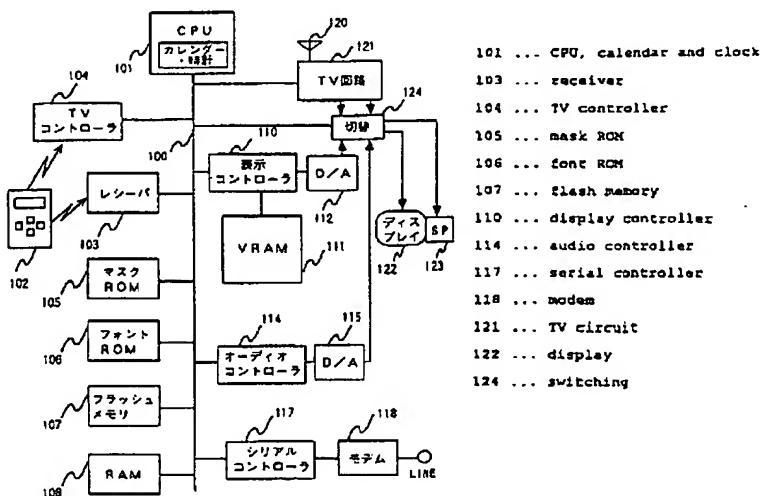 120
CPU
カレンダー
・時計
101
121
TV回路
124
切替
104
TV
コントローラ
100
110
表示
コントローラ
D/A
112
レシーバ
103
102
VRAM
111
ディス
プレイ
122
SP
123
マスク
ROM
105
114
オーディオ
コントローラ
115
D/A
フォント
ROM
106
フラッシュ
メモリ
107
117
シリアル
コントローラ
118
モデム
LINE
RAM
108
101 ... CPU, calendar and clock
103 ... receiver
104 ... TV controller
105 ... mask ROM
106 ... font ROM
107 ... flash memory
110 ... display controller
114 ... audio controller
117 ... serial controller
118 ... modem
121 ... TV circuit
122 ... display
124 ... switching